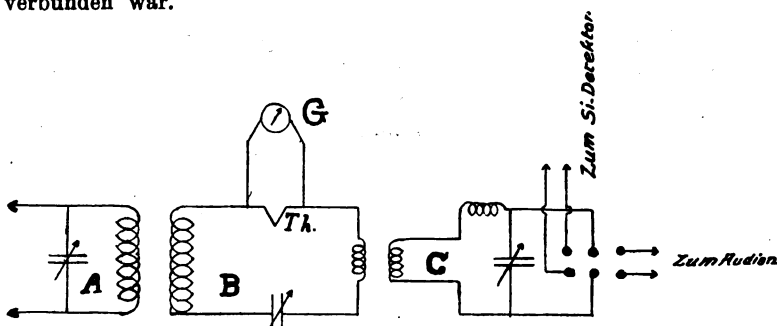 verbunden war.
G
Zum Si.Detektor.
Th.
A
B
C
Zum Audion